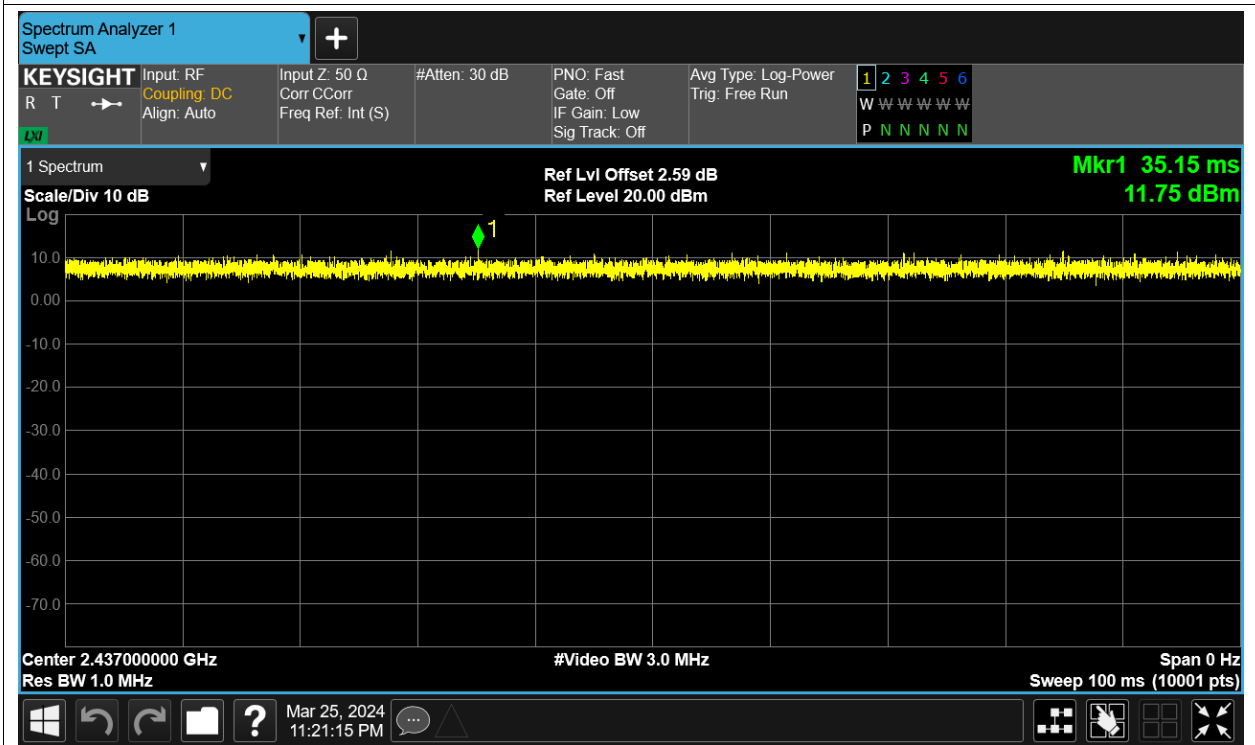 Spectrum Analyzer 1
Swept SA
KEYSIGHT
R T
LXI
Input: RF
Coupling: DC
Align: Auto
Input Z: 50 Ω
Corr CCorr
Freq Ref: Int (S)
#Atten: 30 dB
PNO: Fast
Gate: Off
IF Gain: Low
Sig Track: Off
Avg Type: Log-Power
Trig: Free Run
1 2 3 4 5 6
W W W W W W
P N N N N N
1 Spectrum
Scale/Div 10 dB
Log
Ref Lvl Offset 2.59 dB
Ref Level 20.00 dBm
Mkr1 35.15 ms
11.75 dBm
1
10.0
0.00
-10.0
-20.0
-30.0
-40.0
-50.0
-60.0
-70.0
Center 2.437000000 GHz
Res BW 1.0 MHz
#Video BW 3.0 MHz
Span 0 Hz
Sweep 100 ms (10001 pts)
?
Mar 25, 2024
11:21:15 PM